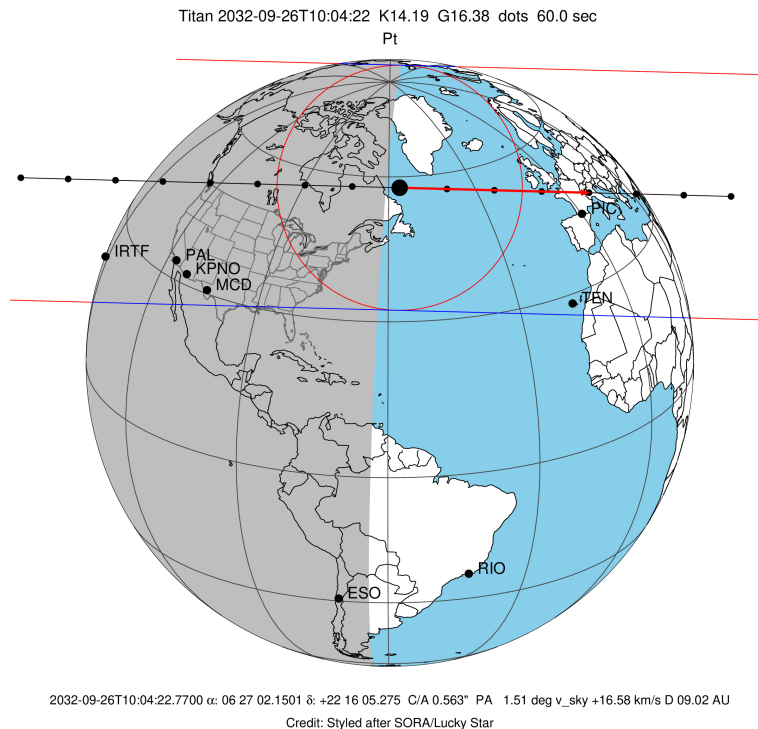 Titan 2032-09-26T10:04:22 K14.19 G16.38 dots 60.0 sec
Pt
PIC
IRTF
PAL
KPNO
MCD
TEN
RIO
ESO
2032-09-26T10:04:22.7700 α: 06 27 02.1501 δ: +22 16 05.275 C/A 0.563" PA 1.51 deg v_sky +16.58 km/s D 09.02 AU
Credit: Styled after SORA/Lucky Star